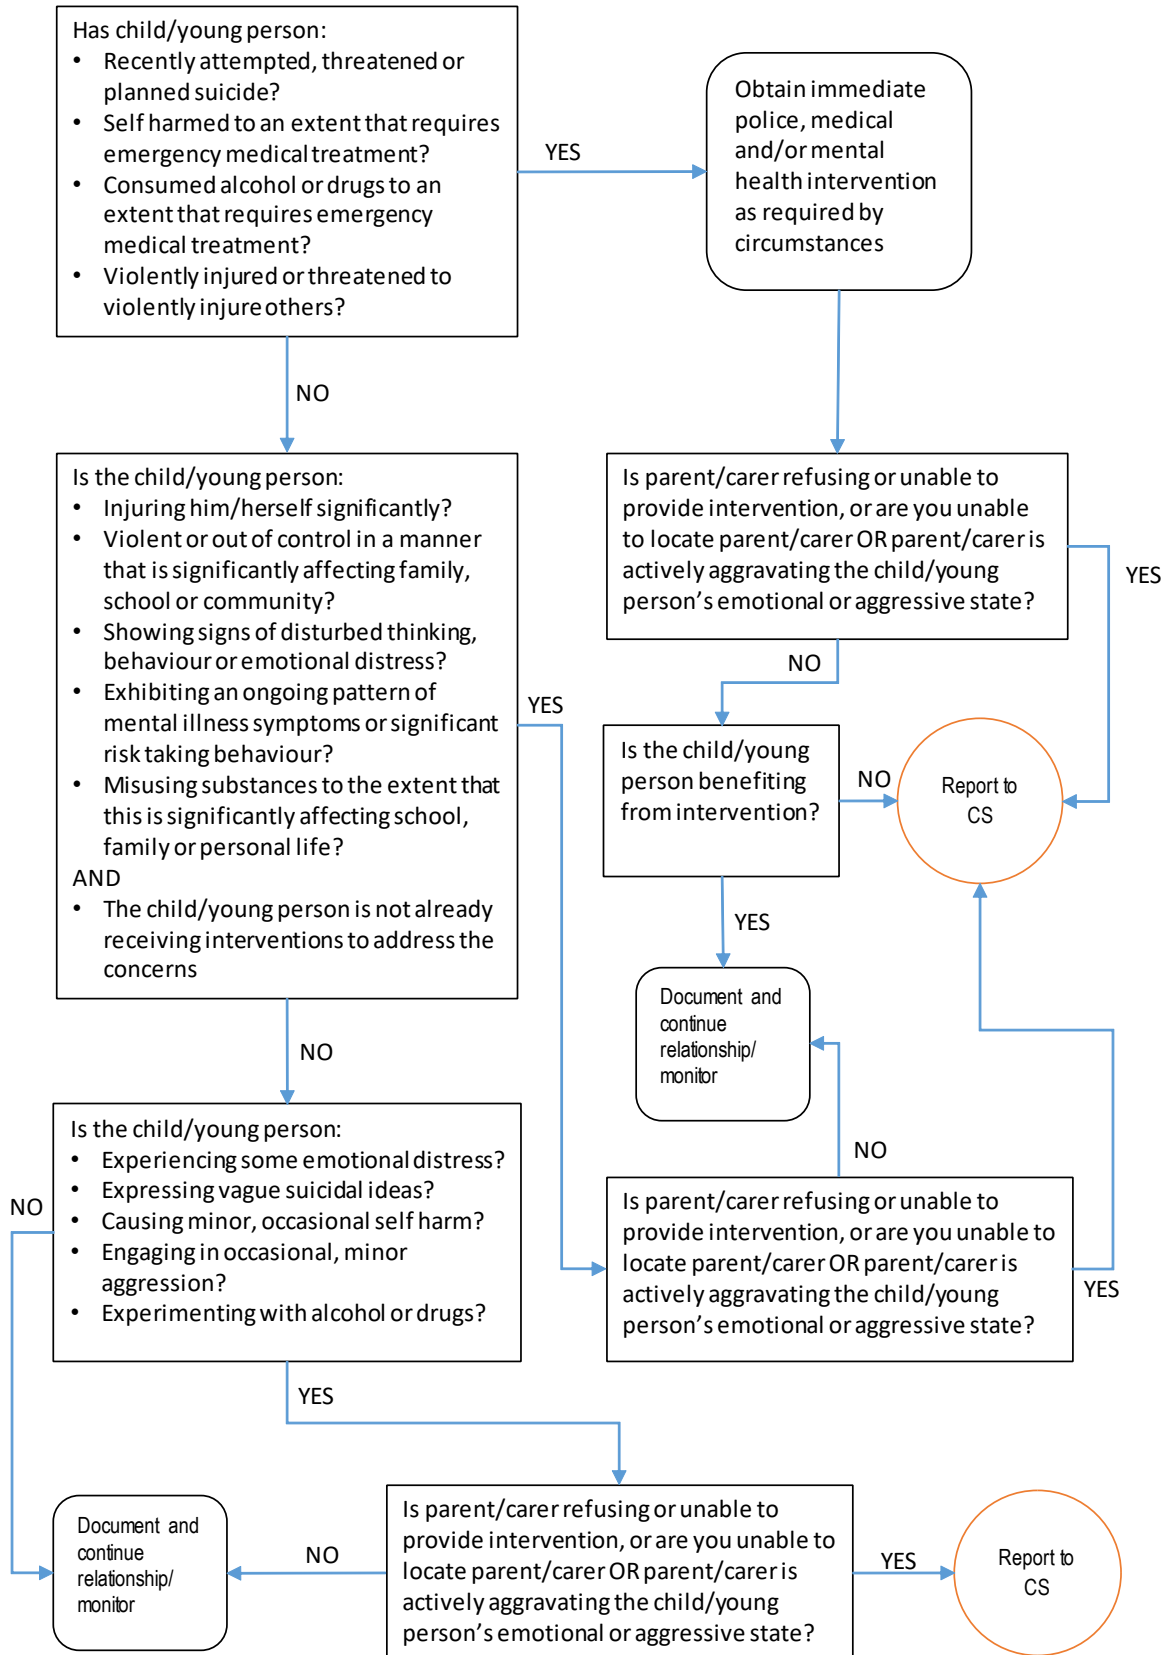 Has child/young person:
• Recently attempted, threatened or
planned suicide?
• Self harmed to an extent that requires
emergency medical treatment?
• Consumed alcohol or drugs to an
extent that requires emergency
medical treatment?
• Violently injured or threatened to
violently injure others?
YES
Obtain immediate
police, medical
and/or mental
health intervention
as required by
circumstances
NO
Is the child/young person:
• Injuring him/herself significantly?
• Violent or out of control in a manner
that is significantly affecting family,
school or community?
• Showing signs of disturbed thinking,
behaviour or emotional distress?
• Exhibiting an ongoing pattern of
mental illness symptoms or significant
risk taking behaviour?
• Misusing substances to the extent that
this is significantly affecting school,
family or personal life?
AND
• The child/young person is not already
receiving interventions to address the
concerns
YES
Is parent/carer refusing or unable to
provide intervention, or are you unable
to locate parent/carer OR parent/carer is
actively aggravating the child/young
person's emotional or aggressive state?
YES
NO
Is the child/young
person benefiting
from intervention?
NO
Report to
CS
YES
Document and
continue
relationship/
monitor
NO
NO
Is the child/young person:
• Experiencing some emotional distress?
• Expressing vague suicidal ideas?
• Causing minor, occasional self harm?
• Engaging in occasional, minor
aggression?
• Experimenting with alcohol or drugs?
NO
Is parent/carer refusing or unable to
provide intervention, or are you unable to
locate parent/carer OR parent/carer is
actively aggravating the child/young
person's emotional or aggressive state?
YES
YES
Document and
continue
relationship/
monitor
NO
Is parent/carer refusing or unable to
provide intervention, or are you unable to
locate parent/carer OR parent/carer is
actively aggravating the child/young
person's emotional or aggressive state?
YES
Report to
CS